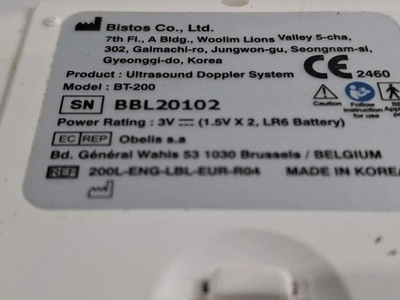 Bistos Co., Ltd.
7th Fl., A Bldg., Woolim Lions Valley 5-cha,
302, Galmachi-ro, Jungwon-gu, Seongnam-si,
Gyeonggi-do, Korea
Product : Ultrasound Doppler System
Model : BT-200
CE 2460
Caution
Follow Instruction for use
SN BBL20102
Power Rating : 3V ⎓ (1.5V X 2, LR6 Battery)
EC REP Obelis s.a
Bd. Général Wahis 53 1030 Brussels / BELGIUM
REF 200L-ENG-LBL-EUR-R04 MADE IN KOREA